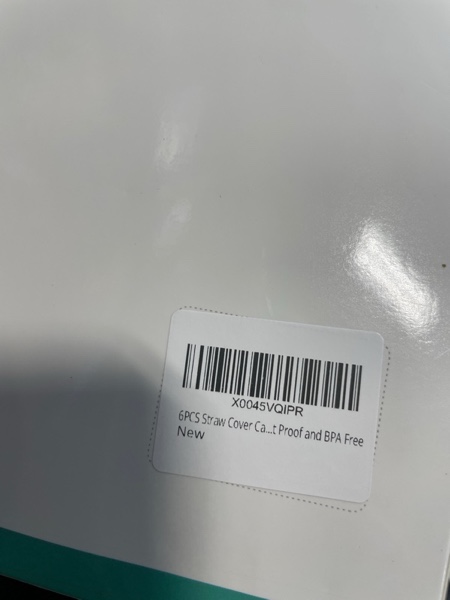 X0045VQIPR
6PCS Straw Cover Ca...t Proof and BPA Free
New